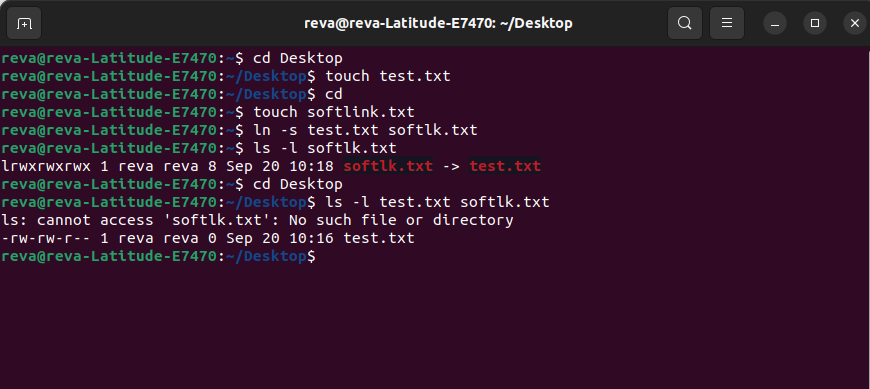 reva@reva-Latitude-E7470: ~/Desktop
reva@reva-Latitude-E7470:~$ cd Desktop
reva@reva-Latitude-E7470:~/Desktop$ touch test.txt
reva@reva-Latitude-E7470:~/Desktop$ cd
reva@reva-Latitude-E7470:~$ touch softlink.txt
reva@reva-Latitude-E7470:~$ ln -s test.txt softlk.txt
reva@reva-Latitude-E7470:~$ ls -l softlk.txt
lrwxrwxrwx 1 reva reva 8 Sep 20 10:18 softlk.txt -> test.txt
reva@reva-Latitude-E7470:~$ cd Desktop
reva@reva-Latitude-E7470:~/Desktop$ ls -l test.txt softlk.txt
ls: cannot access 'softlk.txt': No such file or directory
-rw-rw-r-- 1 reva reva 0 Sep 20 10:16 test.txt
reva@reva-Latitude-E7470:~/Desktop$